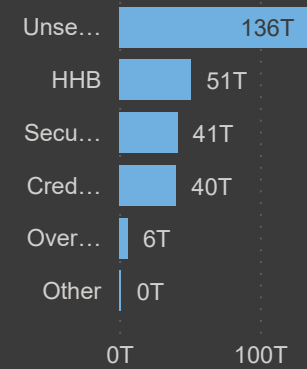 Unse… 136T
HHB 51T
Secu… 41T
Cred… 40T
Over… 6T
Other 0T
0T 100T